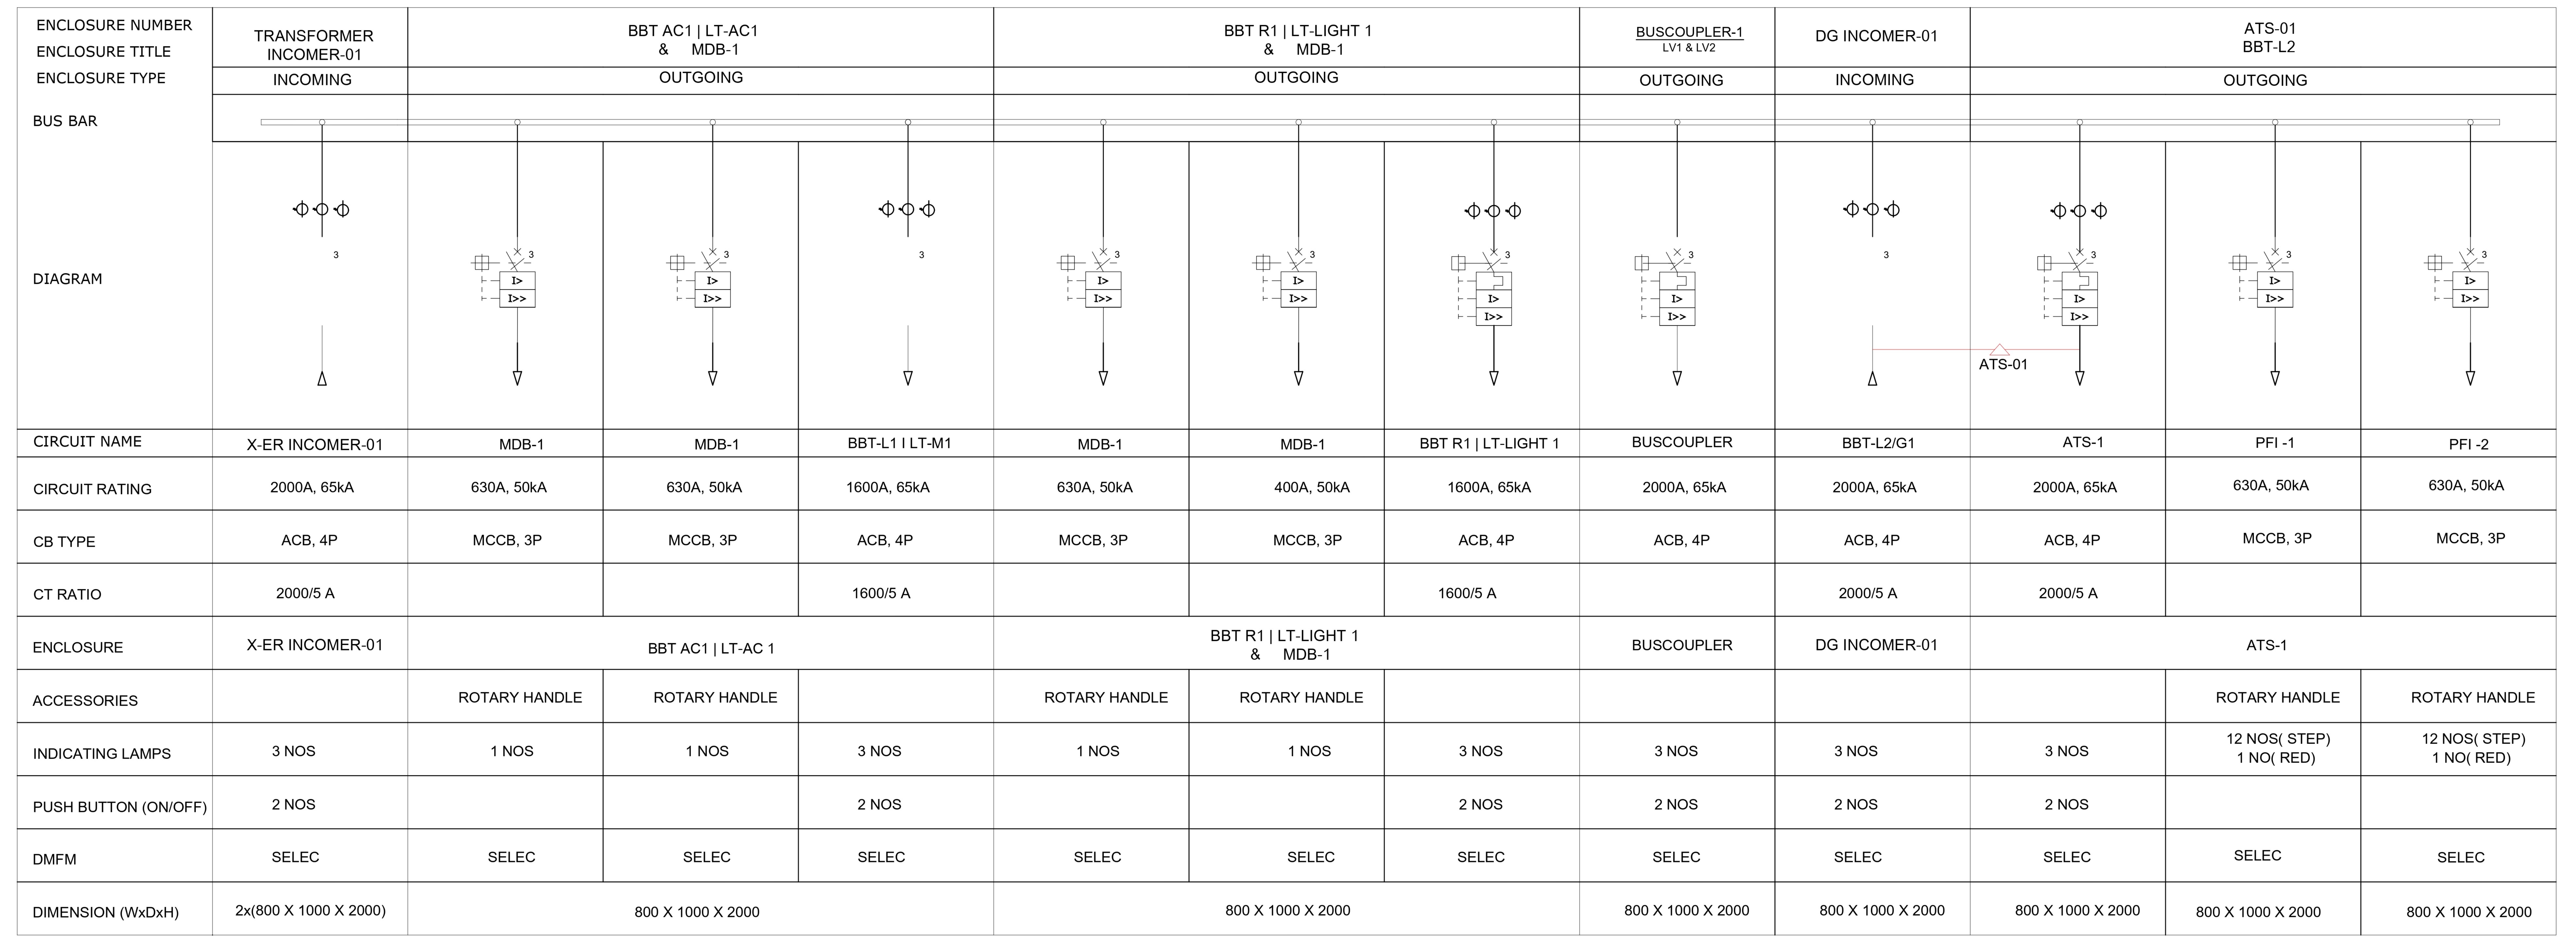 ENCLOSURE NUMBER
ENCLOSURE TITLE
ENCLOSURE TYPE
TRANSFORMER
INCOMER-01
BBT AC1 | LT-AC1
& MDB-1
BBT R1 | LT-LIGHT 1
& MDB-1
BUSCOUPLER-1
LV1 & LV2
DG INCOMER-01
ATS-01
BBT-L2
INCOMING OUTGOING OUTGOING OUTGOING INCOMING OUTGOING
BUS BAR
DIAGRAM
3 3 3 3 3 3 3 3 3 3 3 3
I> I> I> I> I> I> I> I> I>
I>> I>> I>> I>> I>> I>> I>> I>> I>>
ATS-01
CIRCUIT NAME X-ER INCOMER-01 MDB-1 MDB-1 BBT-L1 I LT-M1 MDB-1 MDB-1 BBT R1 | LT-LIGHT 1 BUSCOUPLER BBT-L2/G1 ATS-1 PFI -1 PFI -2
CIRCUIT RATING 2000A, 65kA 630A, 50kA 630A, 50kA 1600A, 65kA 630A, 50kA 400A, 50kA 1600A, 65kA 2000A, 65kA 2000A, 65kA 2000A, 65kA 630A, 50kA 630A, 50kA
CB TYPE ACB, 4P MCCB, 3P MCCB, 3P ACB, 4P MCCB, 3P MCCB, 3P ACB, 4P ACB, 4P ACB, 4P ACB, 4P MCCB, 3P MCCB, 3P
CT RATIO 2000/5 A 1600/5 A 1600/5 A 2000/5 A 2000/5 A
ENCLOSURE X-ER INCOMER-01 BBT AC1 | LT-AC 1
BBT R1 | LT-LIGHT 1
& MDB-1
BUSCOUPLER DG INCOMER-01 ATS-1
ACCESSORIES ROTARY HANDLE ROTARY HANDLE ROTARY HANDLE ROTARY HANDLE ROTARY HANDLE ROTARY HANDLE
INDICATING LAMPS 3 NOS 1 NOS 1 NOS 3 NOS 1 NOS 1 NOS 3 NOS 3 NOS 3 NOS 3 NOS
12 NOS( STEP)
1 NO( RED)
12 NOS( STEP)
1 NO( RED)
PUSH BUTTON (ON/OFF) 2 NOS 2 NOS 2 NOS 2 NOS 2 NOS 2 NOS
DMFM SELEC SELEC SELEC SELEC SELEC SELEC SELEC SELEC SELEC SELEC SELEC SELEC
DIMENSION (WxDxH) 2x(800 X 1000 X 2000) 800 X 1000 X 2000 800 X 1000 X 2000 800 X 1000 X 2000 800 X 1000 X 2000 800 X 1000 X 2000 800 X 1000 X 2000 800 X 1000 X 2000